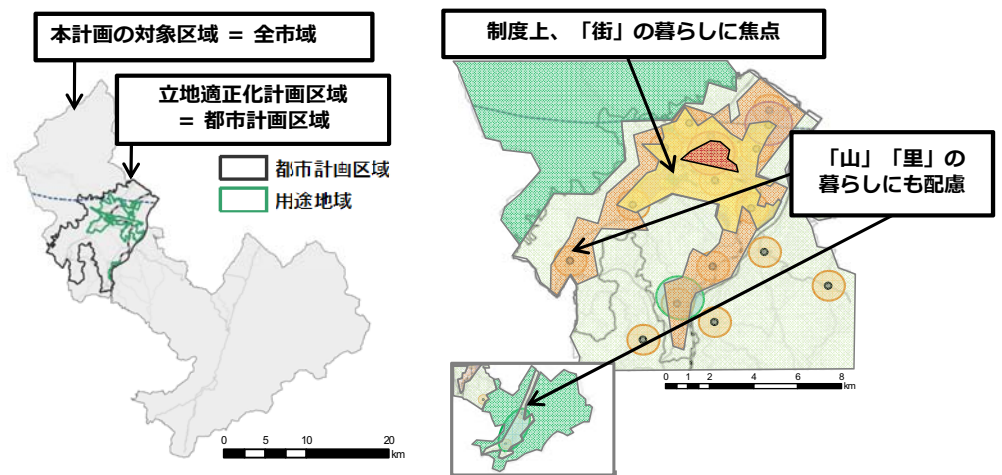 本計画の対象区域 = 全市域
立地適正化計画区域
= 都市計画区域
都市計画区域
用途地域
0 5 10 20
km
制度上、「街」の暮らしに焦点
「山」「里」の
暮らしにも配慮
0 1 2 4 6 8
km